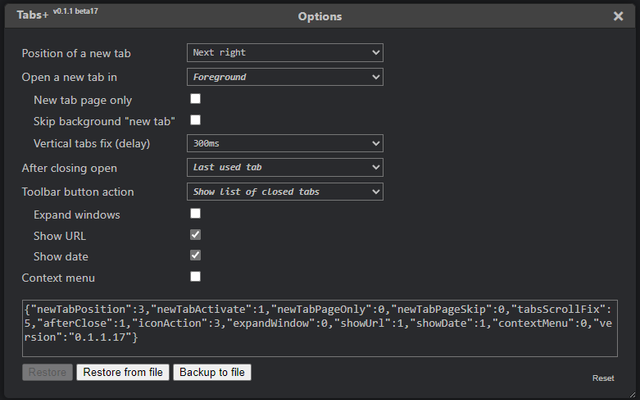 Tabs+ v0.1.1 beta17
Options
Position of a new tab Next right
Open a new tab in Foreground
New tab page only
Skip background "new tab"
Vertical tabs fix (delay) 300ms
After closing open Last used tab
Toolbar button action Show list of closed tabs
Expand windows
Show URL
Show date
Context menu
{"newTabPosition":3,"newTabActivate":1,"newTabPageOnly":0,"newTabPageSkip":0,"tabsScrollFix":
5,"afterClose":1,"iconAction":3,"expandWindow":0,"showUrl":1,"showDate":1,"contextMenu":0,"ve
rsion":"0.1.1.17"}
Restore Restore from file Backup to file Reset